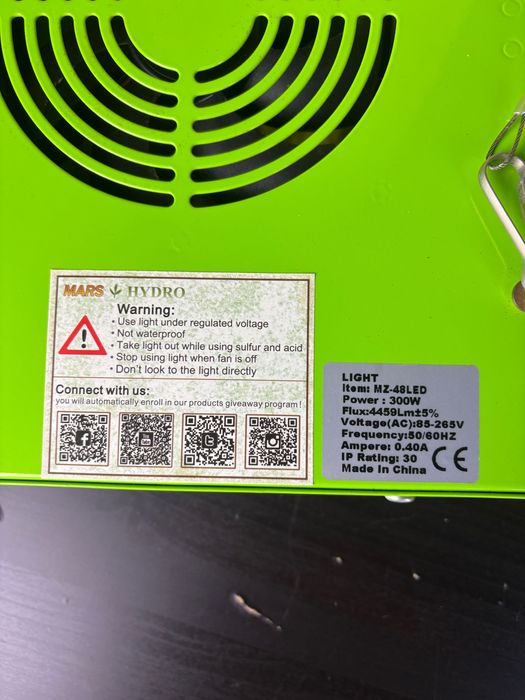 MARS HYDRO
Warning:
• Use light under regulated voltage
• Not waterproof
• Take light out while using sulfur and acid
• Stop using light when fan is off
• Don't look to the light directly
Connect with us:
you will automatically enroll in our products giveaway program!
LIGHT
Item: MZ-48LED
Power : 300W
Flux:4459Lm±5%
Voltage(AC):85-265V
Frequency:50/60HZ
Ampere: 0.40A
IP Rating: 30
Made In China
CE